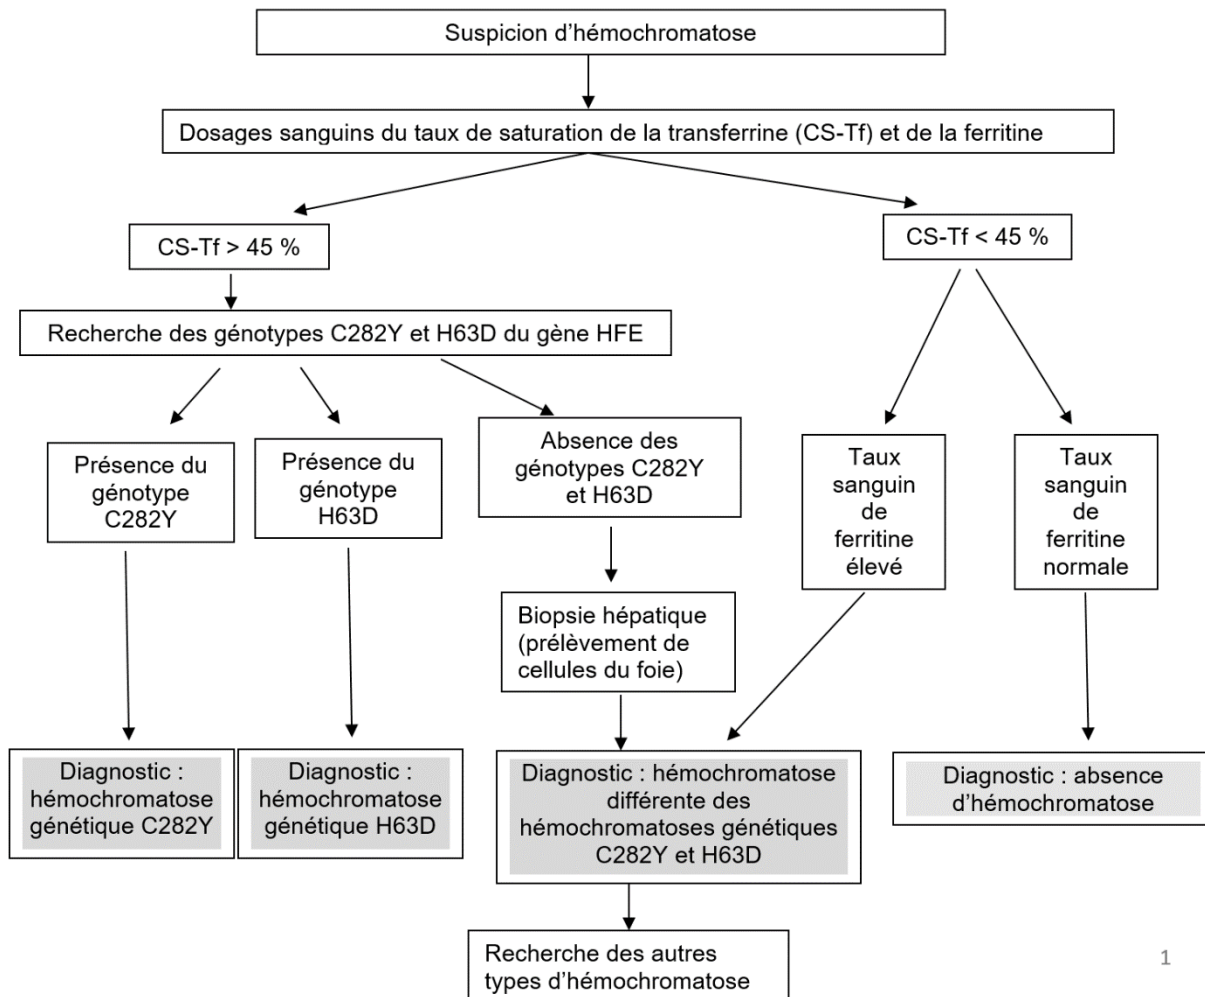 Suspicion d'hémochromatose
Dosages sanguins du taux de saturation de la transferrine (CS-Tf) et de la ferritine
CS-Tf > 45 %
CS-Tf < 45 %
Recherche des génotypes C282Y et H63D du gène HFE
Présence du
génotype
C282Y
Présence du
génotype
H63D
Absence des
génotypes C282Y
et H63D
Taux
sanguin
de
ferritine
élevé
Taux
sanguin
de
ferritine
normale
Biopsie hépatique
(prélèvement de
cellules du foie)
Diagnostic :
hémochromatose
génétique C282Y
Diagnostic :
hémochromatose
génétique H63D
Diagnostic : hémochromatose
différente des
hémochromatoses génétiques
C282Y et H63D
Diagnostic : absence
d'hémochromatose
Recherche des autres
types d'hémochromatose
1